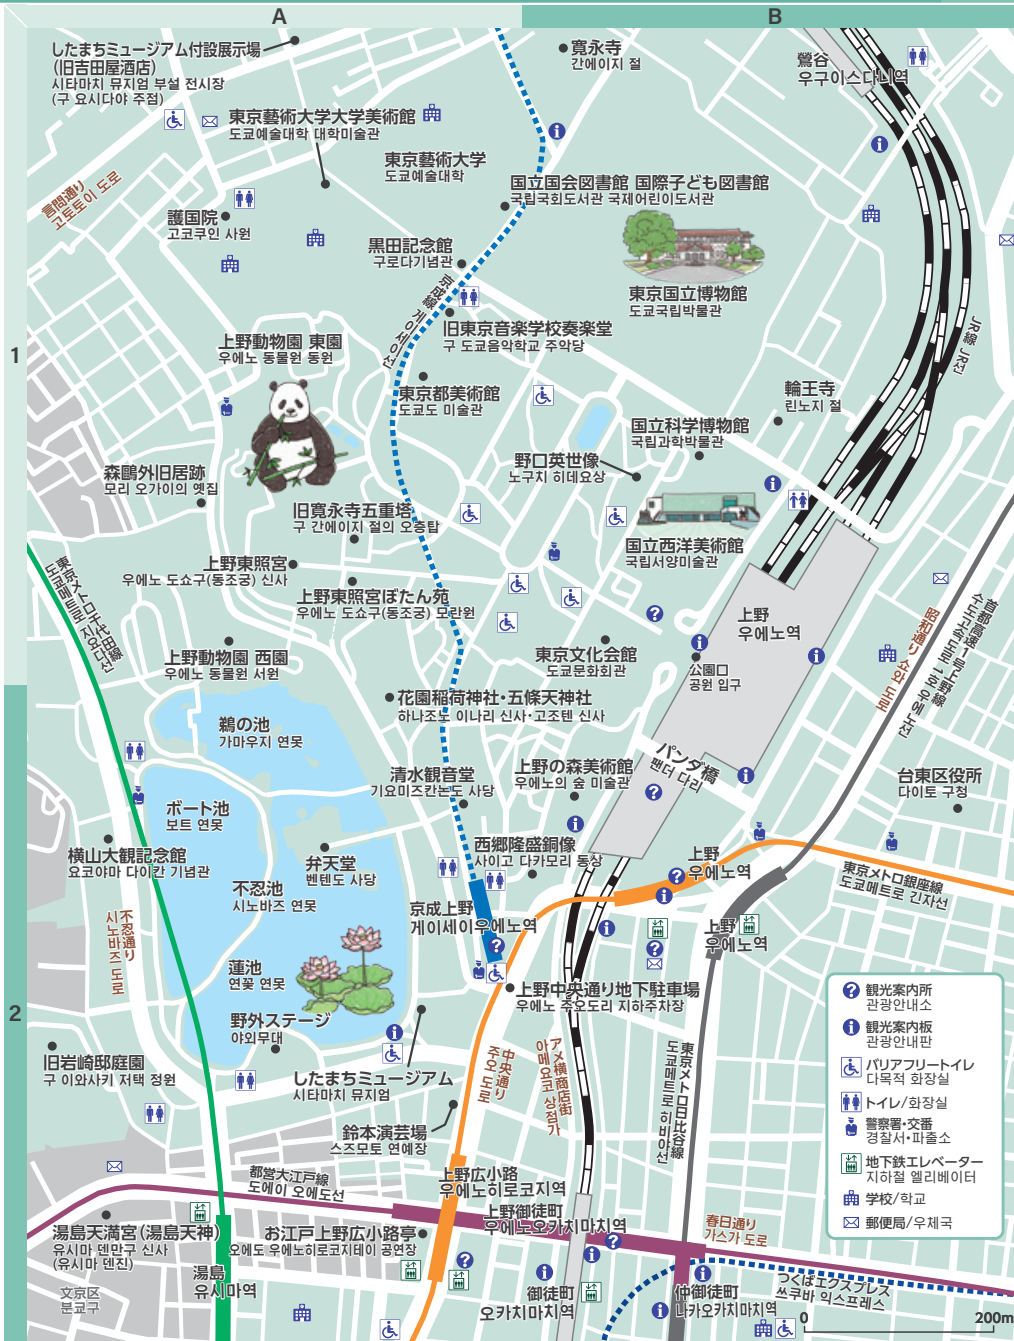 A
B
したまちミュージアム付設展示場
(旧吉田屋酒店)
시타마치 뮤지엄 부설 전시장
(구 요시다야 주점)
寛永寺
간에이지 절
鶯谷
우구이스다니역
東京藝術大学大学美術館
도쿄예술대학 대학미술관
東京藝術大学
도쿄예술대학
国立国会図書館 国際子ども図書館
국립국회도서관 국제어린이도서관
言問通り
고토토이 도로
護国院
고코쿠인 사원
黒田記念館
구로다기념관
京成線 게이세이선
東京国立博物館
도쿄국립박물관
旧東京音楽学校奏楽堂
구 도쿄음악학교 주악당
JR線 JR선
1
上野動物園 東園
우에노 동물원 동원
東京都美術館
도쿄도 미술관
輪王寺
린노지 절
国立科学博物館
국립과학박물관
野口英世像
노구치 히데요상
森鷗外旧居跡
모리 오가이의 옛집
旧寛永寺五重塔
구 간에이지 절의 오층탑
国立西洋美術館
국립서양미술관
東京メトロ千代田線
도쿄메트로 지요다선
上野東照宮
우에노 도쇼구(동조궁) 신사
上野東照宮ぼたん苑
우에노 도쇼구(동조궁) 모란원
上野
우에노역
昭和通り 쇼와 도로
首都高速1号上野線
수도고속도로 1호 우에노선
上野動物園 西園
우에노 동물원 서원
東京文化会館
도쿄문화회관
公園口
공원 입구
花園稲荷神社・五條天神社
하나조노 이나리 신사・고조텐 신사
鵜の池
가마우지 연못
パンダ橋
팬더 다리
清水観音堂
기요미즈칸논도 사당
上野の森美術館
우에노의 숲 미술관
台東区役所
다이토 구청
ボート池
보트 연못
横山大観記念館
요코야마 다이칸 기념관
弁天堂
벤텐도 사당
西郷隆盛銅像
사이고 다카모리 동상
上野
우에노역
東京メトロ銀座線
도쿄메트로 긴자선
不忍池
시노바즈 연못
不忍通り
시노바즈 도로
京成上野
게이세이우에노역
上野
우에노역
蓮池
연꽃 연못
上野中央通り地下駐車場
우에노 주오도리 지하주차장
野外ステージ
야외무대
2
旧岩崎邸庭園
구 이와사키 저택 정원
したまちミュージアム
시타마치 뮤지엄
中央通り
주오 도로
アメ横商店街
아메요코 상점가
東京メトロ日比谷線
도쿄메트로 히비야선
鈴本演芸場
스즈모토 연예장
都営大江戸線
도에이 오에도선
上野広小路
우에노히로코지역
上野御徒町
우에노오카치마치역
春日通り
가스가 도로
湯島天満宮(湯島天神)
유시마 덴만구 신사
(유시마 덴진)
お江戸上野広小路亭
오에도 우에노히로코지테이 공연장
湯島
유시마역
文京区
분쿄구
御徒町
오카치마치역
仲御徒町
나카오카치마치역
つくばエクスプレス
쓰쿠바 익스프레스
観光案内所
관광안내소
観光案内板
관광안내판
バリアフリートイレ
다목적 화장실
トイレ/화장실
警察署・交番
경찰서・파출소
地下鉄エレベーター
지하철 엘리베이터
学校/학교
郵便局/우체국
0
200m